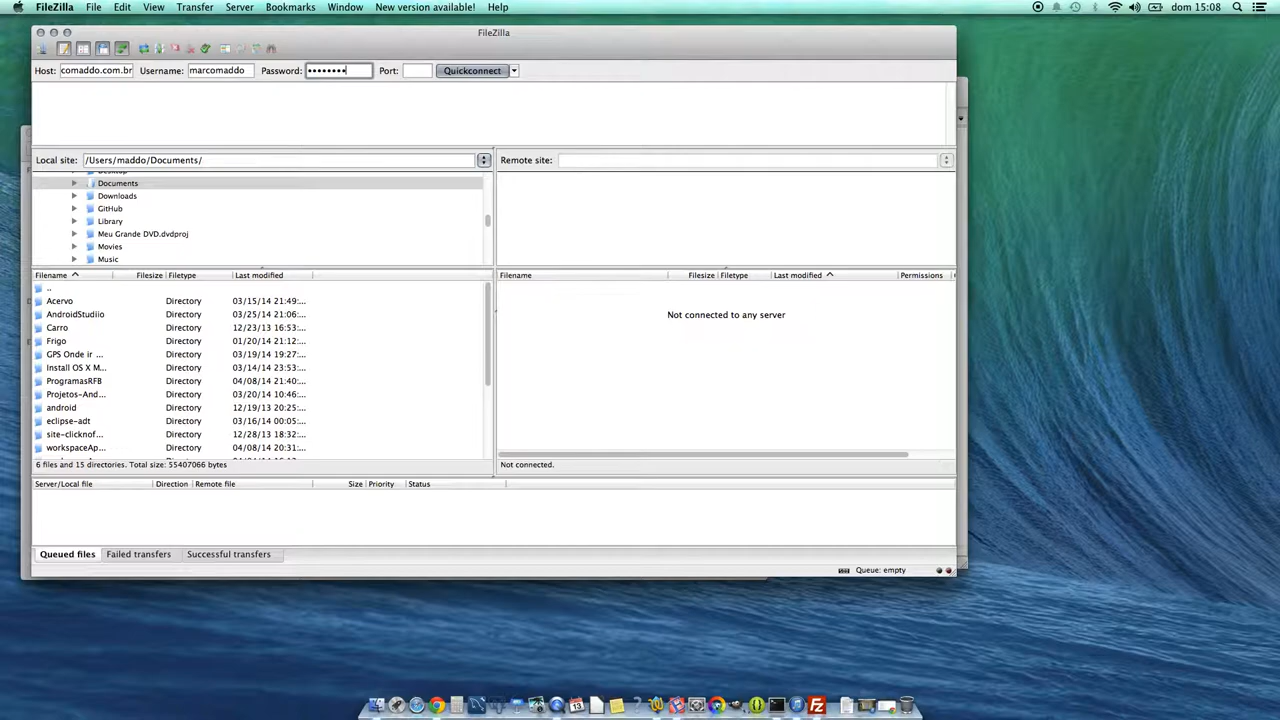 FileZilla File Edit View Transfer Server Bookmarks Window New version available! Help dom 15:08
FileZilla
Host: comaddo.com.br Username: marcomaddo Password: •••••••• Port: Quickconnect
Local site: /Users/maddo/Documents/
Remote site:
Desktop
Documents
Downloads
GitHub
Library
Meu Grande DVD.dvdproj
Movies
Music
Filename Filesize Filetype Last modified
..
Acervo Directory 03/15/14 21:49:...
AndroidStudiio Directory 03/25/14 21:06:...
Carro Directory 12/23/13 16:53:...
Frigo Directory 01/20/14 21:12:...
GPS Onde ir ... Directory 03/19/14 19:27:...
Install OS X M... Directory 03/14/14 23:53:...
ProgramasRFB Directory 04/08/14 21:40:...
Projetos-And... Directory 03/20/14 10:46:...
android Directory 12/19/13 20:25:...
eclipse-adt Directory 03/16/14 00:05:...
site-clicknof... Directory 12/28/13 18:32:...
workspaceAp... Directory 04/08/14 20:31:...
6 files and 15 directories. Total size: 55407066 bytes
Filename Filesize Filetype Last modified Permissions
Not connected to any server
Not connected.
Server/Local file Direction Remote file Size Priority Status
Queued files Failed transfers Successful transfers
Queue: empty